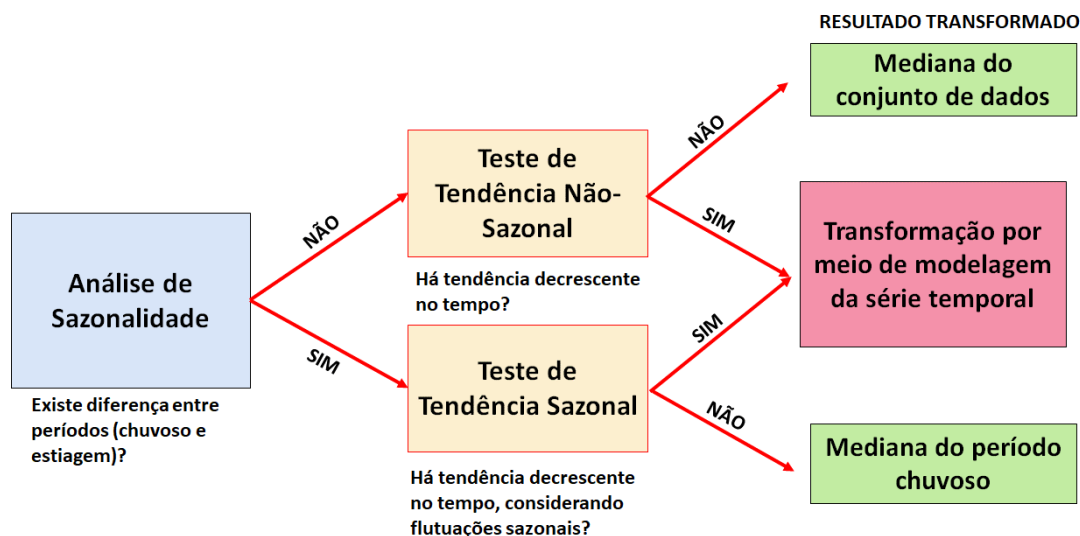 Análise de
Sazonalidade
Existe diferença entre
períodos (chuvoso e
estiagem)?
NÃO
SIM
Teste de
Tendência Não-
Sazonal
Há tendência decrescente
no tempo?
Teste de
Tendência Sazonal
Há tendência decrescente
no tempo, considerando
flutuações sazonais?
NÃO
SIM
SIM
NÃO
RESULTADO TRANSFORMADO
Mediana do
conjunto de dados
Transformação por
meio de modelagem
da série temporal
Mediana do período
chuvoso